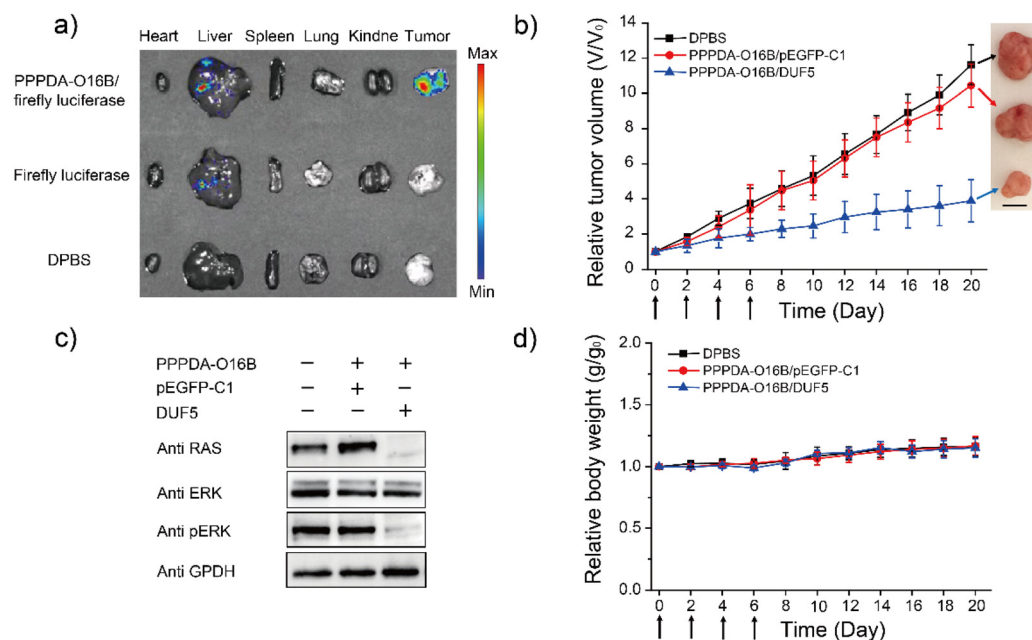 a)
Heart Liver Spleen Lung Kindne Tumor
PPPDA-O16B/
firefly luciferase
Firefly luciferase
DPBS
Max
Min
b)
Relative tumor volume (V/V₀)
14
12
10
8
6
4
2
0
DPBS
PPPDA-O16B/pEGFP-C1
PPPDA-O16B/DUF5
0 2 4 6 8 10 12 14 16 18 20
Time (Day)
c)
PPPDA-O16B − + +
pEGFP-C1 − + −
DUF5 − − +
Anti RAS
Anti ERK
Anti pERK
Anti GPDH
d)
Relative body weight (g/g₀)
2.0
1.5
1.0
0.5
0.0
DPBS
PPPDA-O16B/pEGFP-C1
PPPDA-O16B/DUF5
0 2 4 6 8 10 12 14 16 18 20
Time (Day)